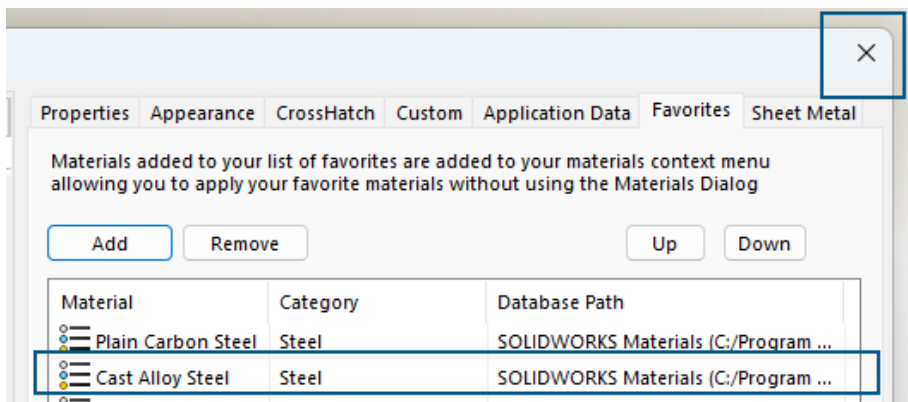 Properties Appearance CrossHatch Custom Application Data Favorites Sheet Metal
Materials added to your list of favorites are added to your materials context menu
allowing you to apply your favorite materials without using the Materials Dialog
Add Remove Up Down
Material Category Database Path
Plain Carbon Steel Steel SOLIDWORKS Materials (C:/Program ...
Cast Alloy Steel Steel SOLIDWORKS Materials (C:/Program ...